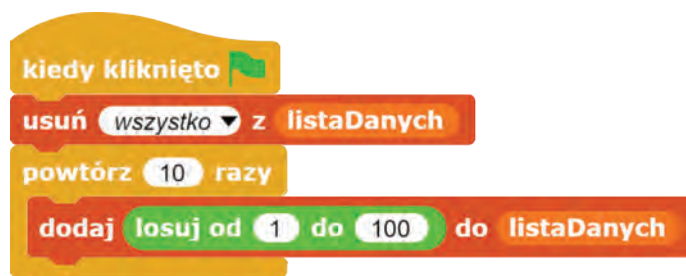 kiedy kliknięto
usuń wszystko z listaDanych
powtórz 10 razy
dodaj losuj od 1 do 100 do listaDanych